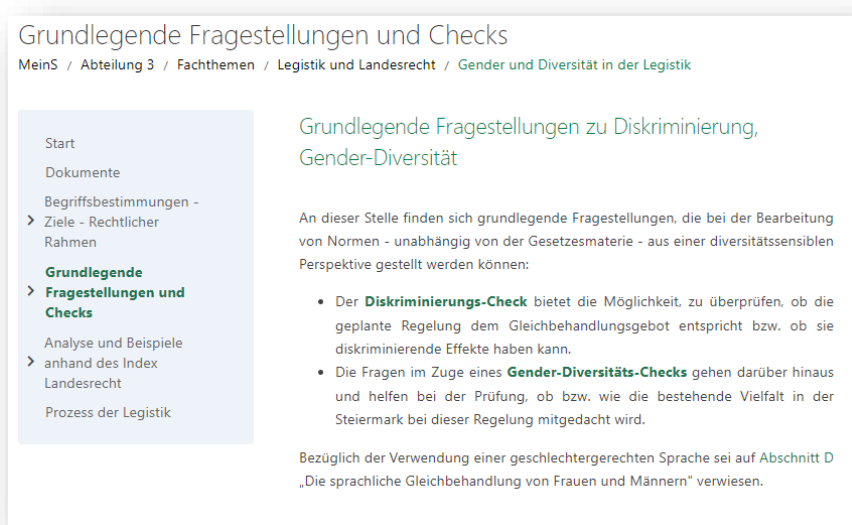 Grundlegende Fragestellungen und Checks
MeinS / Abteilung 3 / Fachthemen / Legistik und Landesrecht / Gender und Diversität in der Legistik
Start
Dokumente
Begriffsbestimmungen -
Ziele - Rechtlicher
Rahmen
Grundlegende
Fragestellungen und
Checks
Analyse und Beispiele
anhand des Index
Landesrecht
Prozess der Legistik
Grundlegende Fragestellungen zu Diskriminierung,
Gender-Diversität
An dieser Stelle finden sich grundlegende Fragestellungen, die bei der Bearbeitung
von Normen - unabhängig von der Gesetzesmaterie - aus einer diversitätssensiblen
Perspektive gestellt werden können:
• Der Diskriminierungs-Check bietet die Möglichkeit, zu überprüfen, ob die
geplante Regelung dem Gleichbehandlungsgebot entspricht bzw. ob sie
diskriminierende Effekte haben kann.
• Die Fragen im Zuge eines Gender-Diversitäts-Checks gehen darüber hinaus
und helfen bei der Prüfung, ob bzw. wie die bestehende Vielfalt in der
Steiermark bei dieser Regelung mitgedacht wird.
Bezüglich der Verwendung einer geschlechtergerechten Sprache sei auf Abschnitt D
„Die sprachliche Gleichbehandlung von Frauen und Männern" verwiesen.